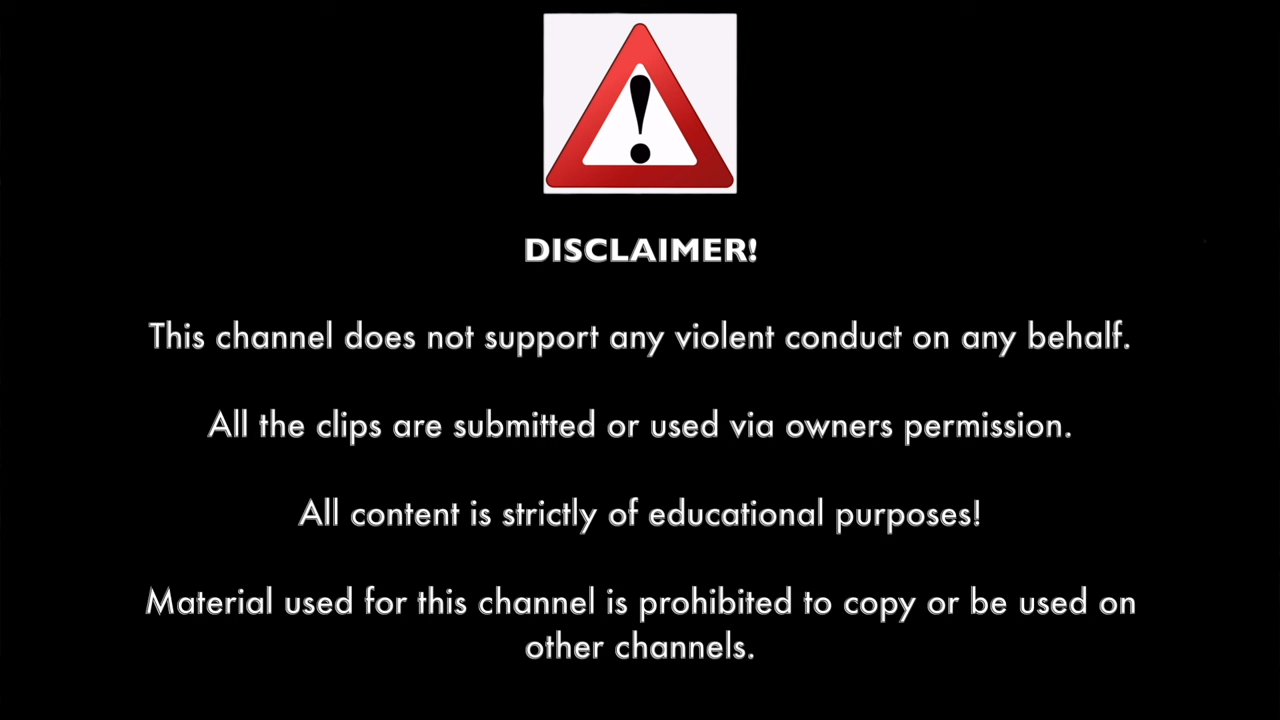 DISCLAIMER!
This channel does not support any violent conduct on any behalf.
All the clips are submitted or used via owners permission.
All content is strictly of educational purposes!
Material used for this channel is prohibited to copy or be used on
other channels.